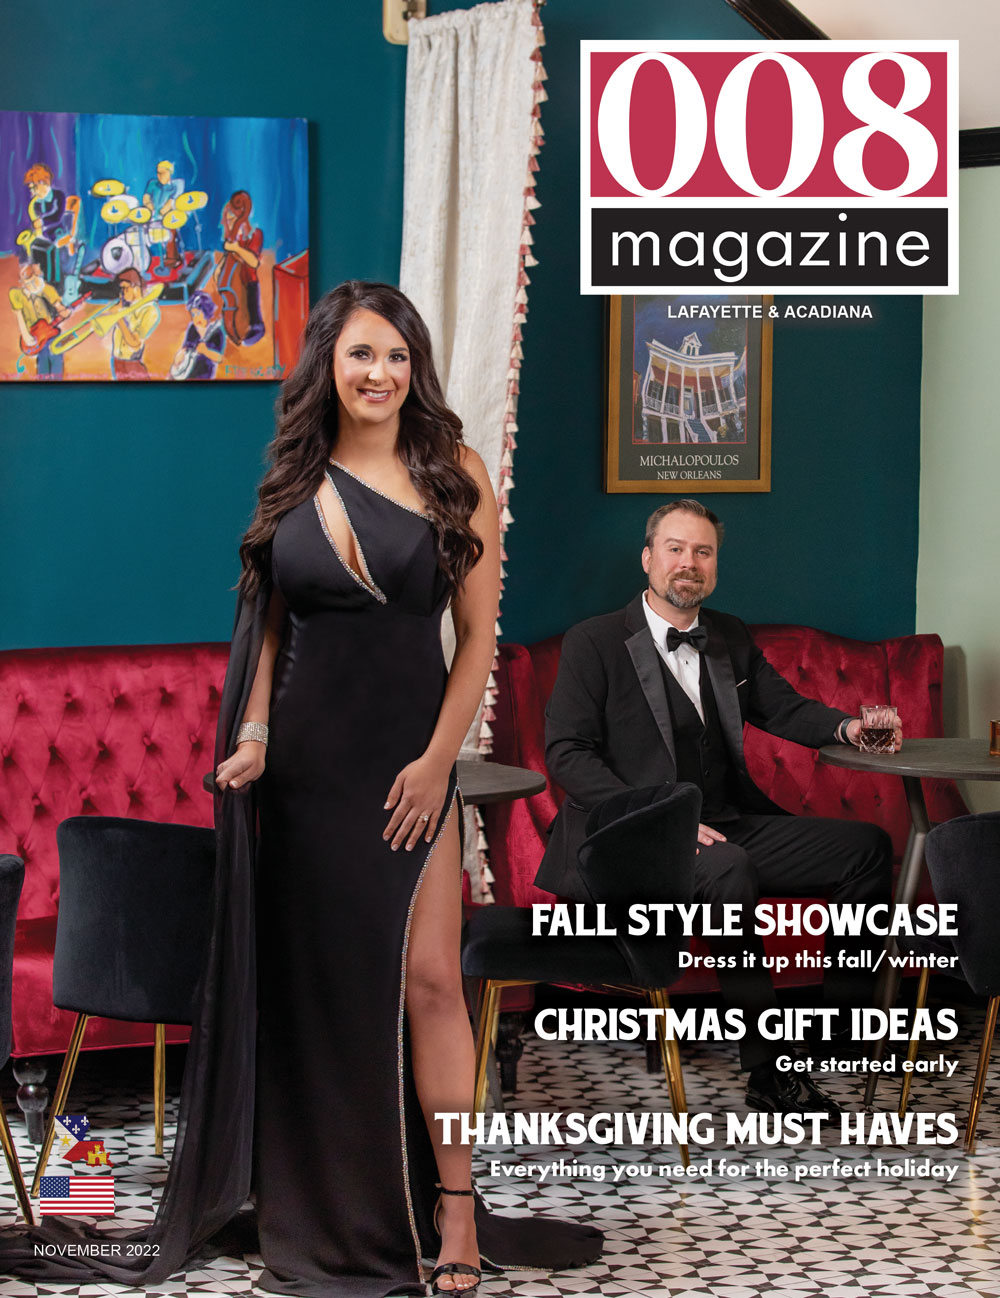 008
magazine
LAFAYETTE & ACADIANA
MICHALOPOULOS
NEW ORLEANS
FALL STYLE SHOWCASE
Dress it up this fall/winter
CHRISTMAS GIFT IDEAS
Get started early
THANKSGIVING MUST HAVES
Everything you need for the perfect holiday
NOVEMBER 2022